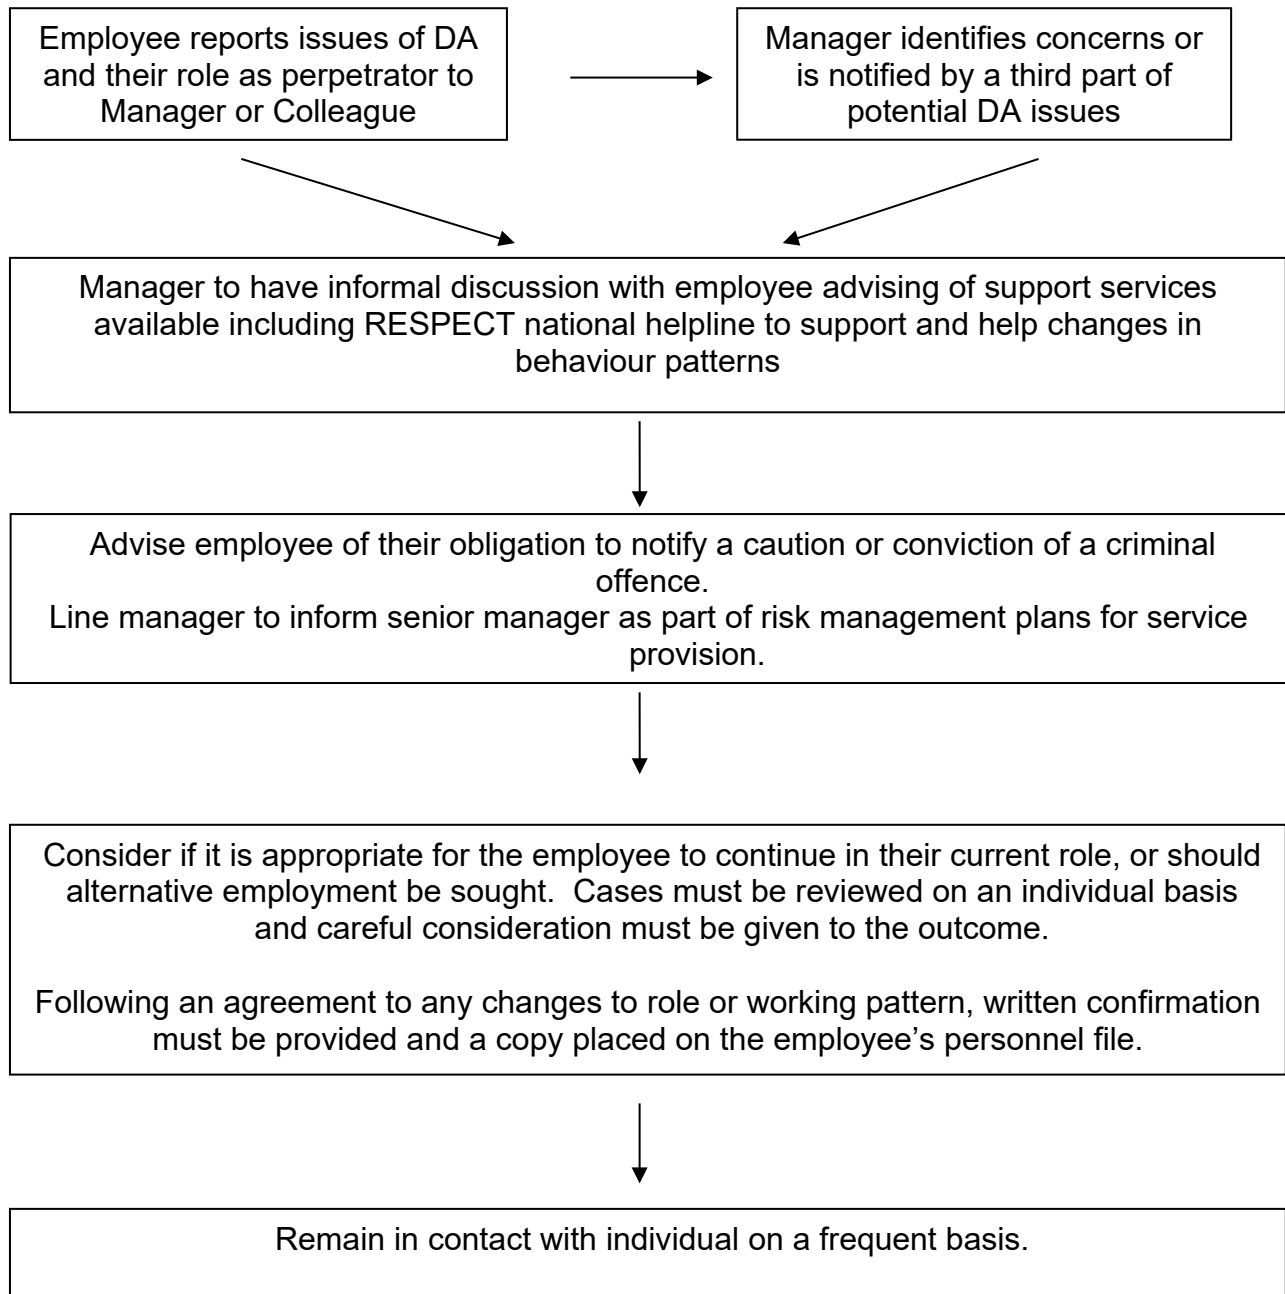 Employee reports issues of DA
and their role as perpetrator to
Manager or Colleague
Manager identifies concerns or
is notified by a third part of
potential DA issues
Manager to have informal discussion with employee advising of support services
available including RESPECT national helpline to support and help changes in
behaviour patterns
Advise employee of their obligation to notify a caution or conviction of a criminal
offence.
Line manager to inform senior manager as part of risk management plans for service
provision.
Consider if it is appropriate for the employee to continue in their current role, or should
alternative employment be sought.  Cases must be reviewed on an individual basis
and careful consideration must be given to the outcome.
Following an agreement to any changes to role or working pattern, written confirmation
must be provided and a copy placed on the employee’s personnel file.
Remain in contact with individual on a frequent basis.